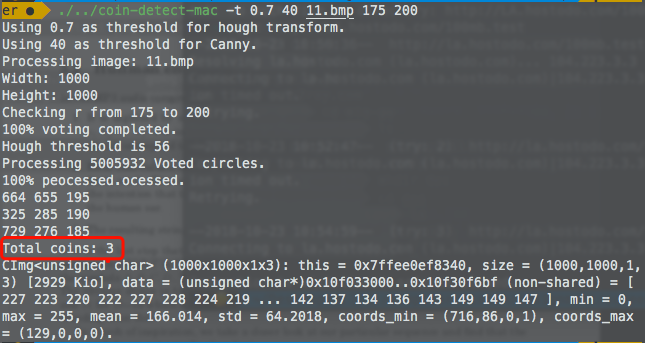 er ● ./../coin-detect-mac -t 0.7 40 11.bmp 175 200
Using 0.7 as threshold for hough transform.
Using 40 as threshold for Canny.
Processing image: 11.bmp
Width: 1000
Height: 1000
Checking r from 175 to 200
100% voting completed.
Hough threshold is 56
Processing 5005932 Voted circles.
100% peocessed.ocessed.
664 655 195
325 285 190
729 276 185
Total coins: 3
CImg<unsigned char> (1000x1000x1x3): this = 0x7ffee0ef8340, size = (1000,1000,1,
3) [2929 Kio], data = (unsigned char*)0x10f033000..0x10f30f6bf (non-shared) = [
227 223 220 222 227 228 224 219 ... 142 137 134 136 143 149 149 147 ], min = 0,
max = 255, mean = 166.014, std = 64.2018, coords_min = (716,86,0,1), coords_max
= (129,0,0,0).